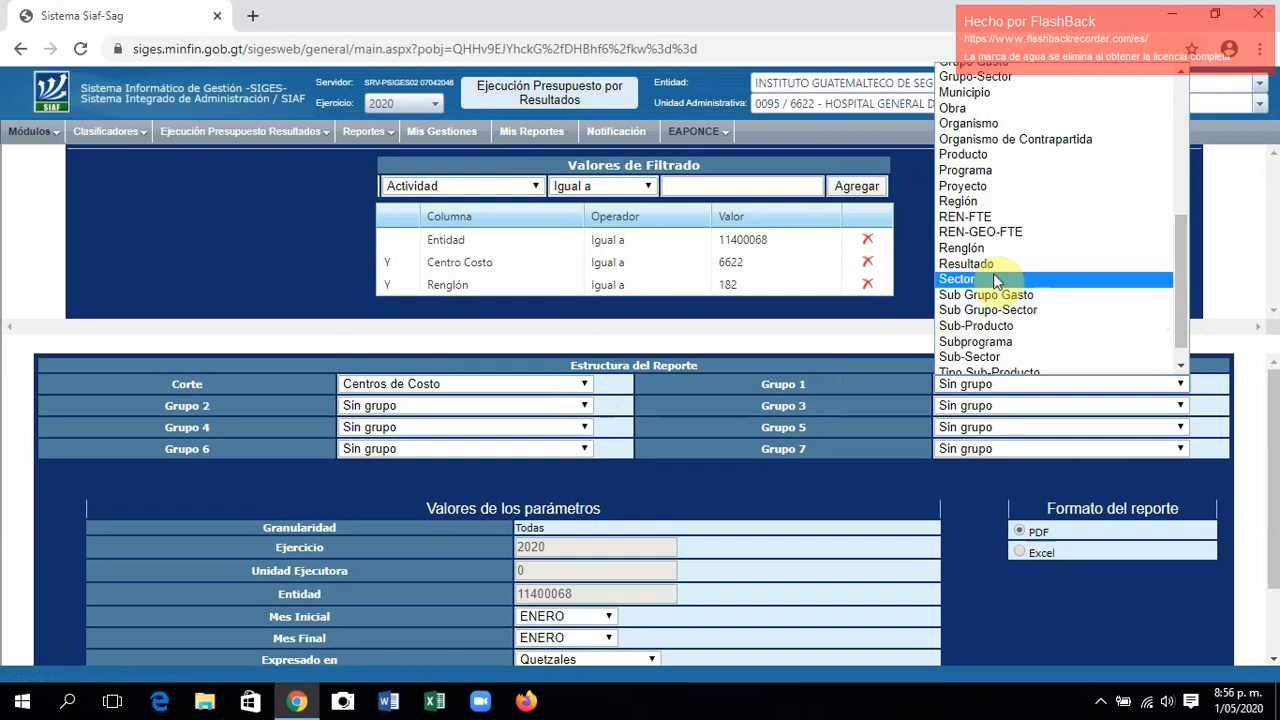 Sistema Siaf-Sag
Hecho por FlashBack
https://www.flashbackrecorder.com/es/
La marca de agua se elimina al obtener la licencia completa
siges.minfin.gob.gt/sigesweb/general/main.aspx?posj=QHHv9EJYhckG%2fDHBhf6%2fkw%3d%3d
SIAF
Sistema Informático de Gestión -SIGES-
Sistema Integrado de Administración / SIAF
Servidor: SRV-PSIGES02 07042046
Ejercicio: 2020
Ejecución Presupuesto por Resultados
Entidad: INSTITUTO GUATEMALTECO DE SEG
Unidad Administrativa: 0095 / 6622 - HOSPITAL GENERAL D
Módulos Clasificadores Ejecución Presupuesto Resultados Reportes Mis Gestiones Mis Reportes Notificación EAPONCE
Valores de Filtrado
Actividad Igual a Agregar
Columna Operador Valor
Entidad Igual a 11400068
Y Centro Costo Igual a 6622
Y Renglón Igual a 182
Grupo Gasto
Grupo-Sector
Municipio
Obra
Organismo
Organismo de Contrapartida
Producto
Programa
Proyecto
Región
REN-FTE
REN-GEO-FTE
Renglón
Resultado
Sector
Sub Grupo Gasto
Sub Grupo-Sector
Sub-Producto
Subprograma
Sub-Sector
Tipo Sub-Producto
Estructura del Reporte
Corte Centros de Costo Grupo 1 Sin grupo
Grupo 2 Sin grupo Grupo 3 Sin grupo
Grupo 4 Sin grupo Grupo 5 Sin grupo
Grupo 6 Sin grupo Grupo 7 Sin grupo
Valores de los parámetros
Formato del reporte
Granularidad Todas
PDF
Ejercicio 2020
Excel
Unidad Ejecutora 0
Entidad 11400068
Mes Inicial ENERO
Mes Final ENERO
Expresado en Quetzales
8:56 p. m.
1/05/2020